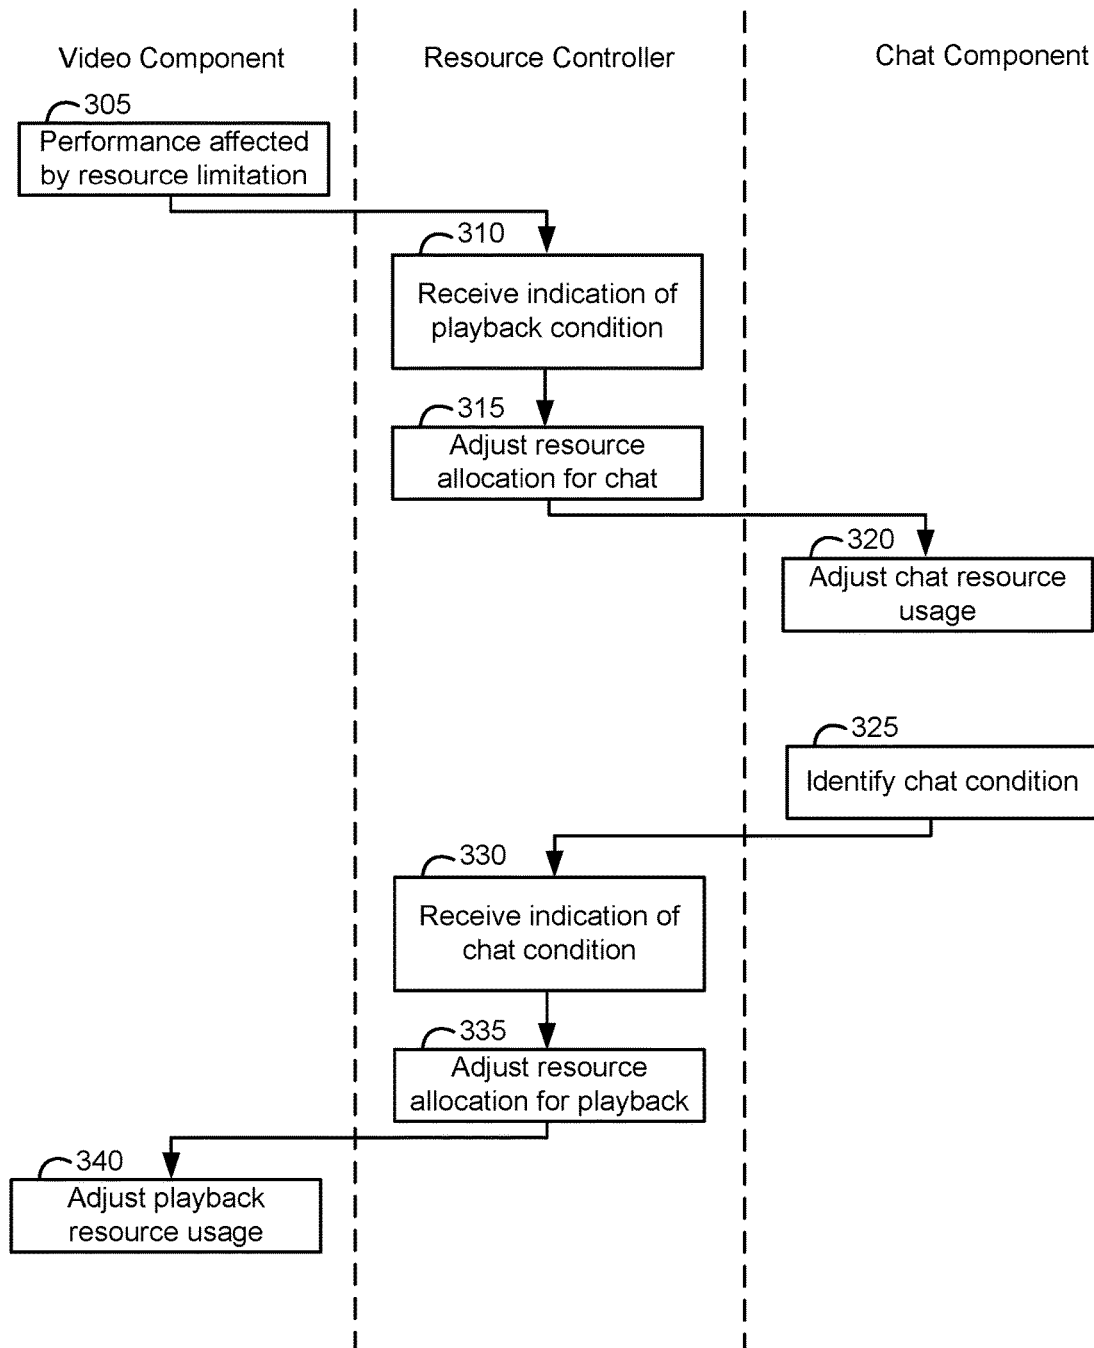 Video Component
Resource Controller
Chat Component
305
Performance affected
by resource limitation
310
Receive indication of
playback condition
315
Adjust resource
allocation for chat
320
Adjust chat resource
usage
325
Identify chat condition
330
Receive indication of
chat condition
335
Adjust resource
allocation for playback
340
Adjust playback
resource usage